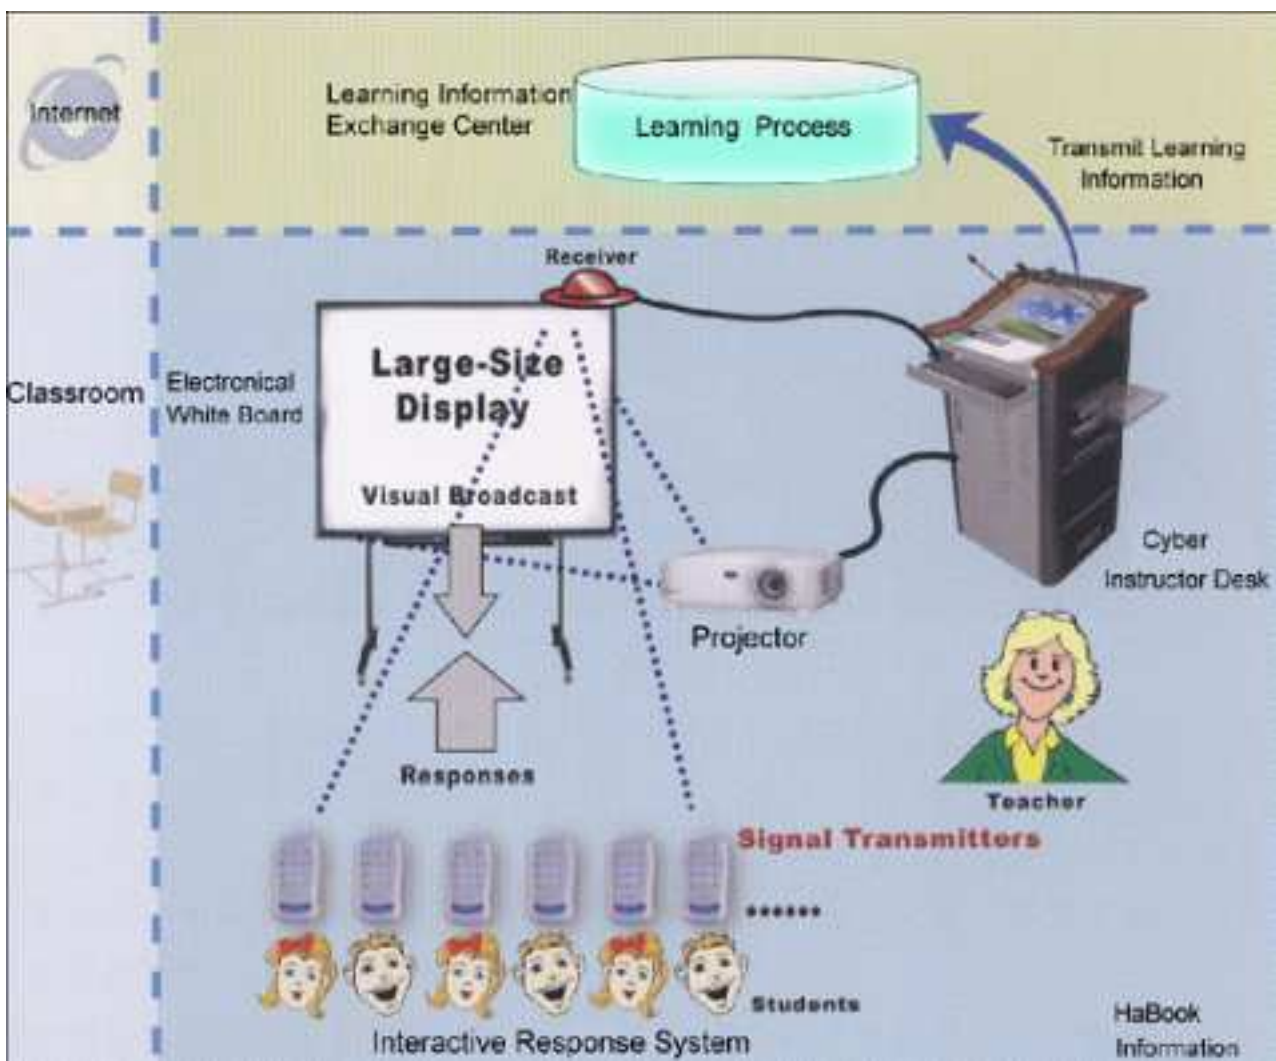 Internet
Learning Information
Exchange Center
Learning Process
Transmit Learning
Information
Receiver
Classroom
Electronical
White Board
Large-Size
Display
Visual Broadcast
Cyber
Instructor Desk
Projector
Responses
Teacher
Signal Transmitters
Students
Interactive Response System
HaBook
Information